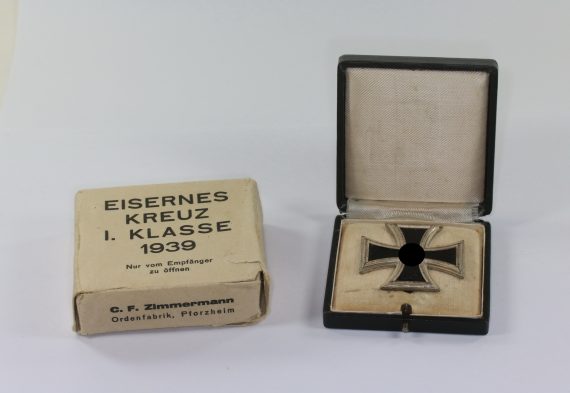 EISERNES
KREUZ
I. KLASSE
1939
Nur vom Empfänger
zu öffnen
C. F. Zimmermann
Ordenfabrik, Pforzheim